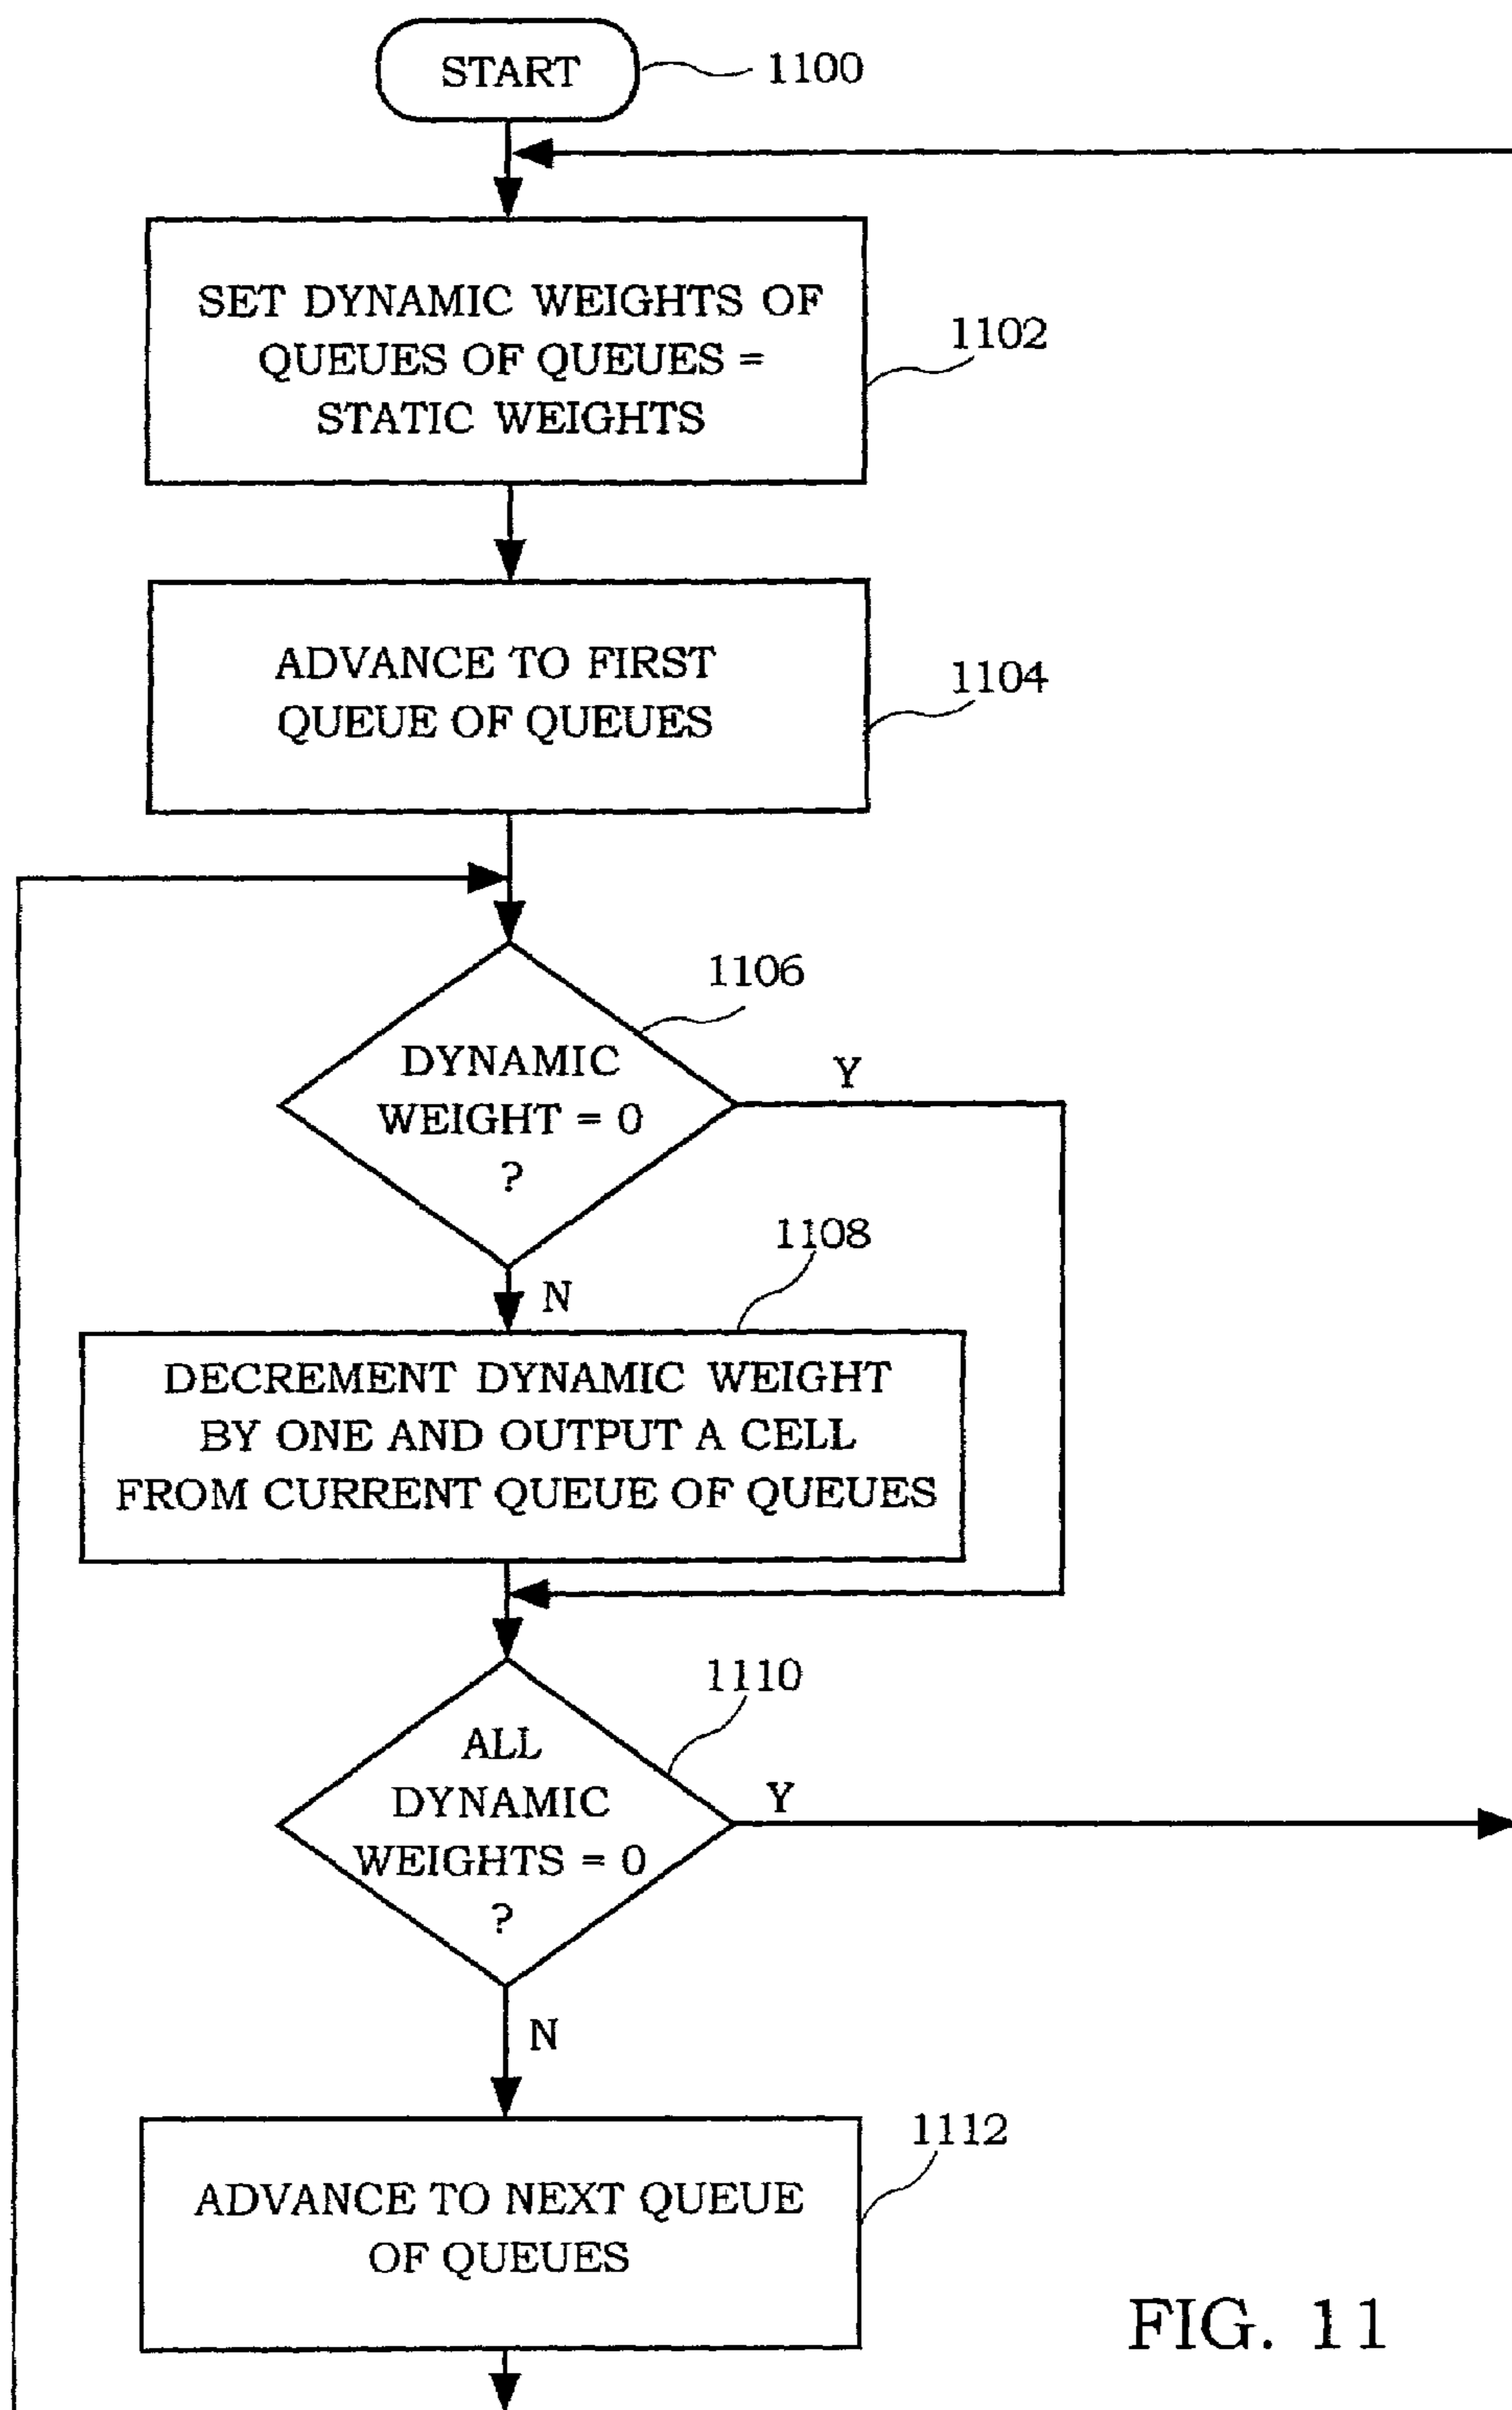 START
1100
SET DYNAMIC WEIGHTS OF
QUEUES OF QUEUES =
STATIC WEIGHTS
1102
ADVANCE TO FIRST
QUEUE OF QUEUES
1104
1106
DYNAMIC
WEIGHT = 0
?
Y
N
1108
DECREMENT DYNAMIC WEIGHT
BY ONE AND OUTPUT A CELL
FROM CURRENT QUEUE OF QUEUES
1110
ALL
DYNAMIC
WEIGHTS = 0
?
Y
N
1112
ADVANCE TO NEXT QUEUE
OF QUEUES
FIG. 11